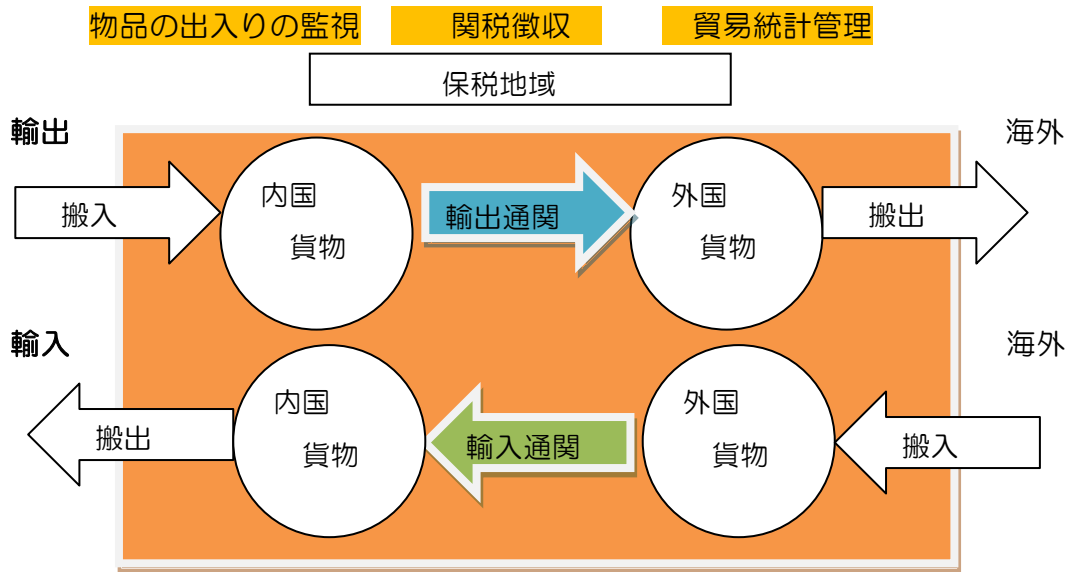 物品の出入りの監視 関税徴収 貿易統計管理
保税地域
輸出 海外
搬入 内国 貨物 輸出通関 外国 貨物 搬出
輸入 海外
搬出 内国 貨物 輸入通関 外国 貨物 搬入